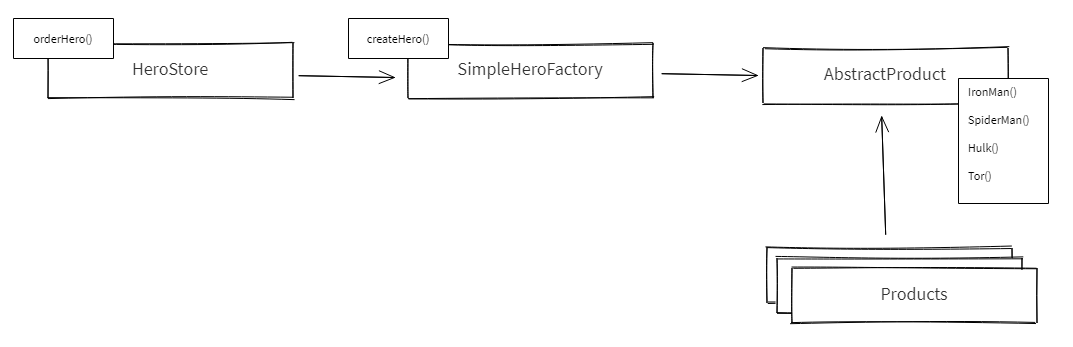 orderHero()
HeroStore
createHero()
SimpleHeroFactory
AbstractProduct
IronMan()
SpiderMan()
Hulk()
Tor()
Products